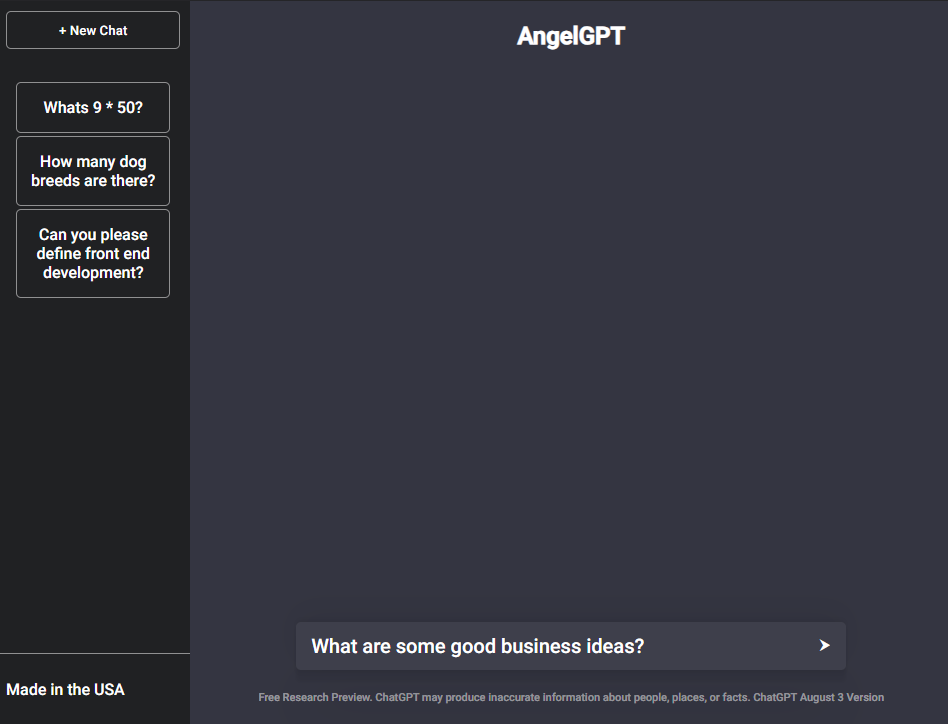 + New Chat
Whats 9 * 50?
How many dog
breeds are there?
Can you please
define front end
development?
Made in the USA
AngelGPT
What are some good business ideas?
Free Research Preview. ChatGPT may produce inaccurate information about people, places, or facts. ChatGPT August 3 Version